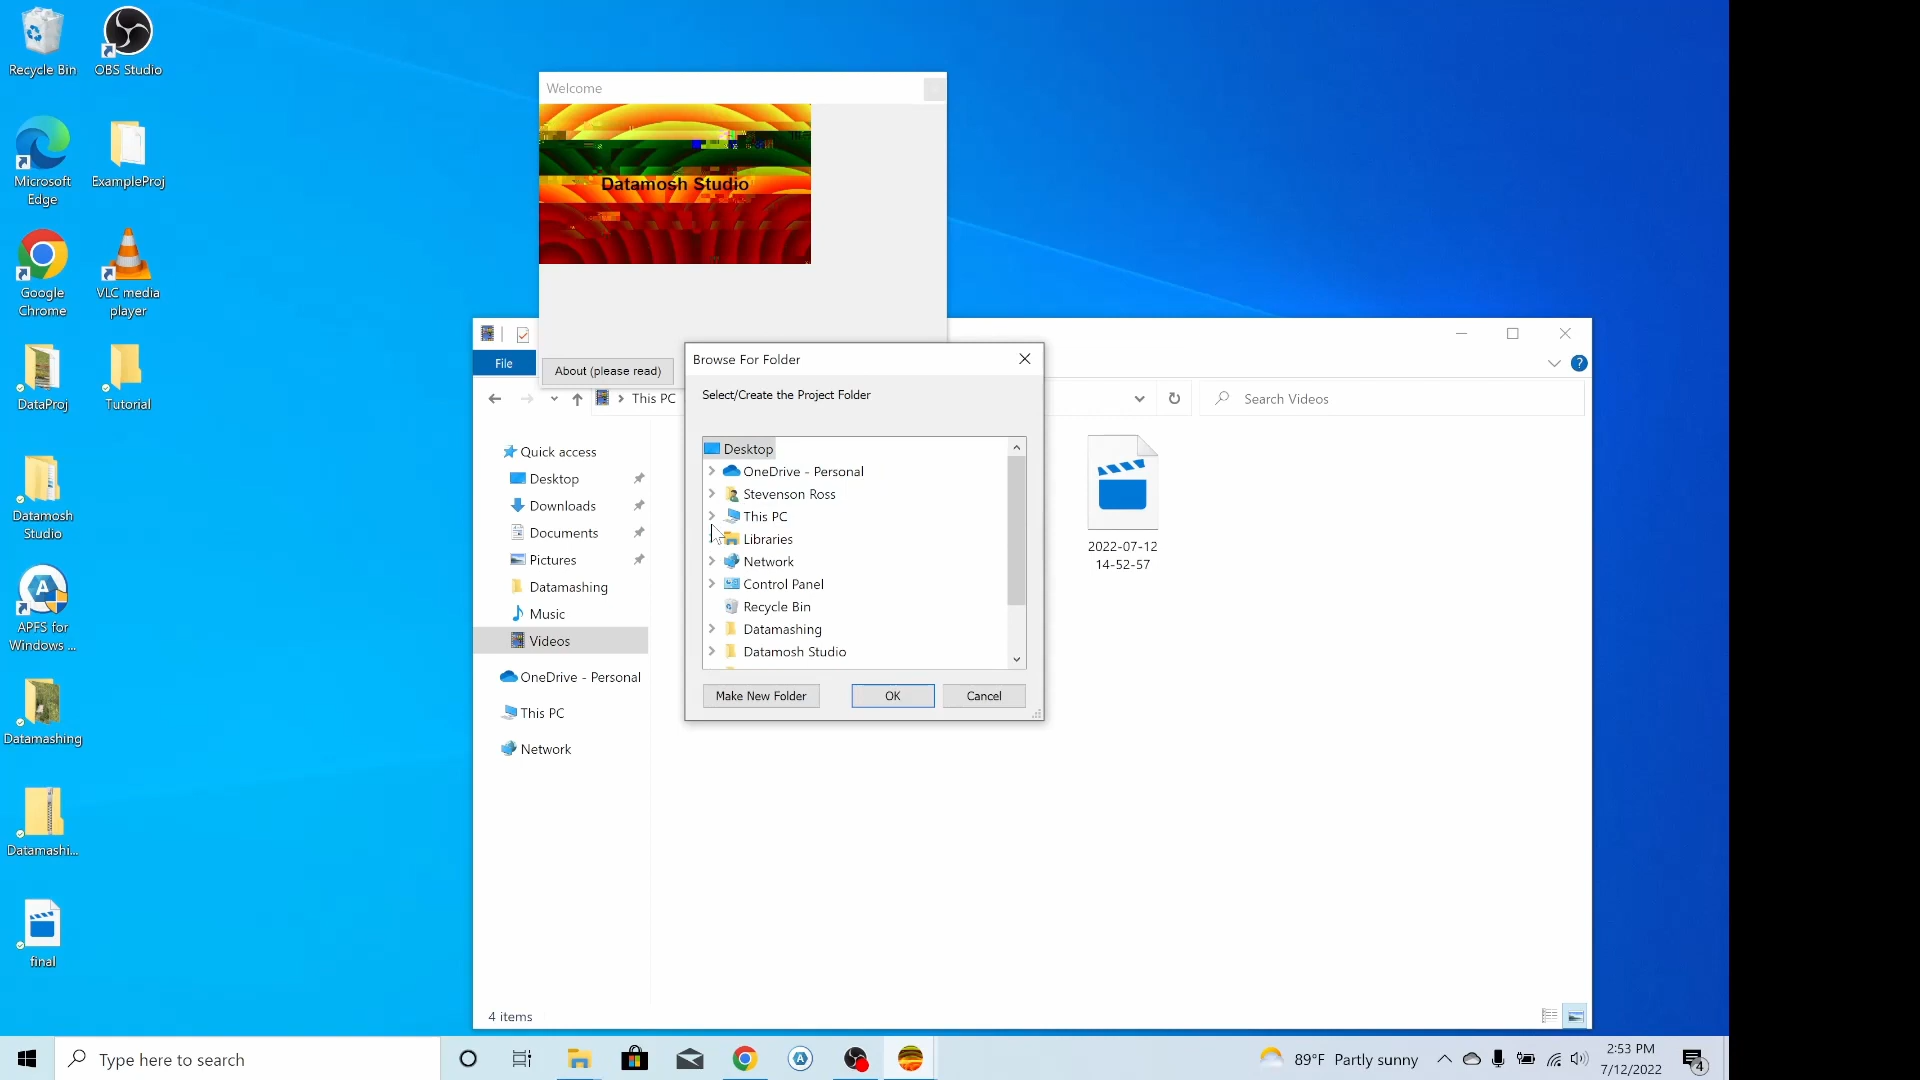 Recycle Bin
OBS Studio
Microsoft
Edge
ExampleProj
Google
Chrome
VLC media
player
DataProj
Tutorial
Datamosh
Studio
APFS for
Windows ...
Datamashing
Datamashi...
final
Welcome
Datamosh Studio
About (please read)
File
This PC
Search Videos
Quick access
Desktop
Downloads
Documents
Pictures
Datamashing
Music
Videos
OneDrive - Personal
This PC
Network
4 items
Browse For Folder
Select/Create the Project Folder
Desktop
OneDrive - Personal
Stevenson Ross
This PC
Libraries
Network
Control Panel
Recycle Bin
Datamashing
Datamosh Studio
Make New Folder
OK
Cancel
2022-07-12
14-52-57
Type here to search
89°F Partly sunny
2:53 PM
7/12/2022
4